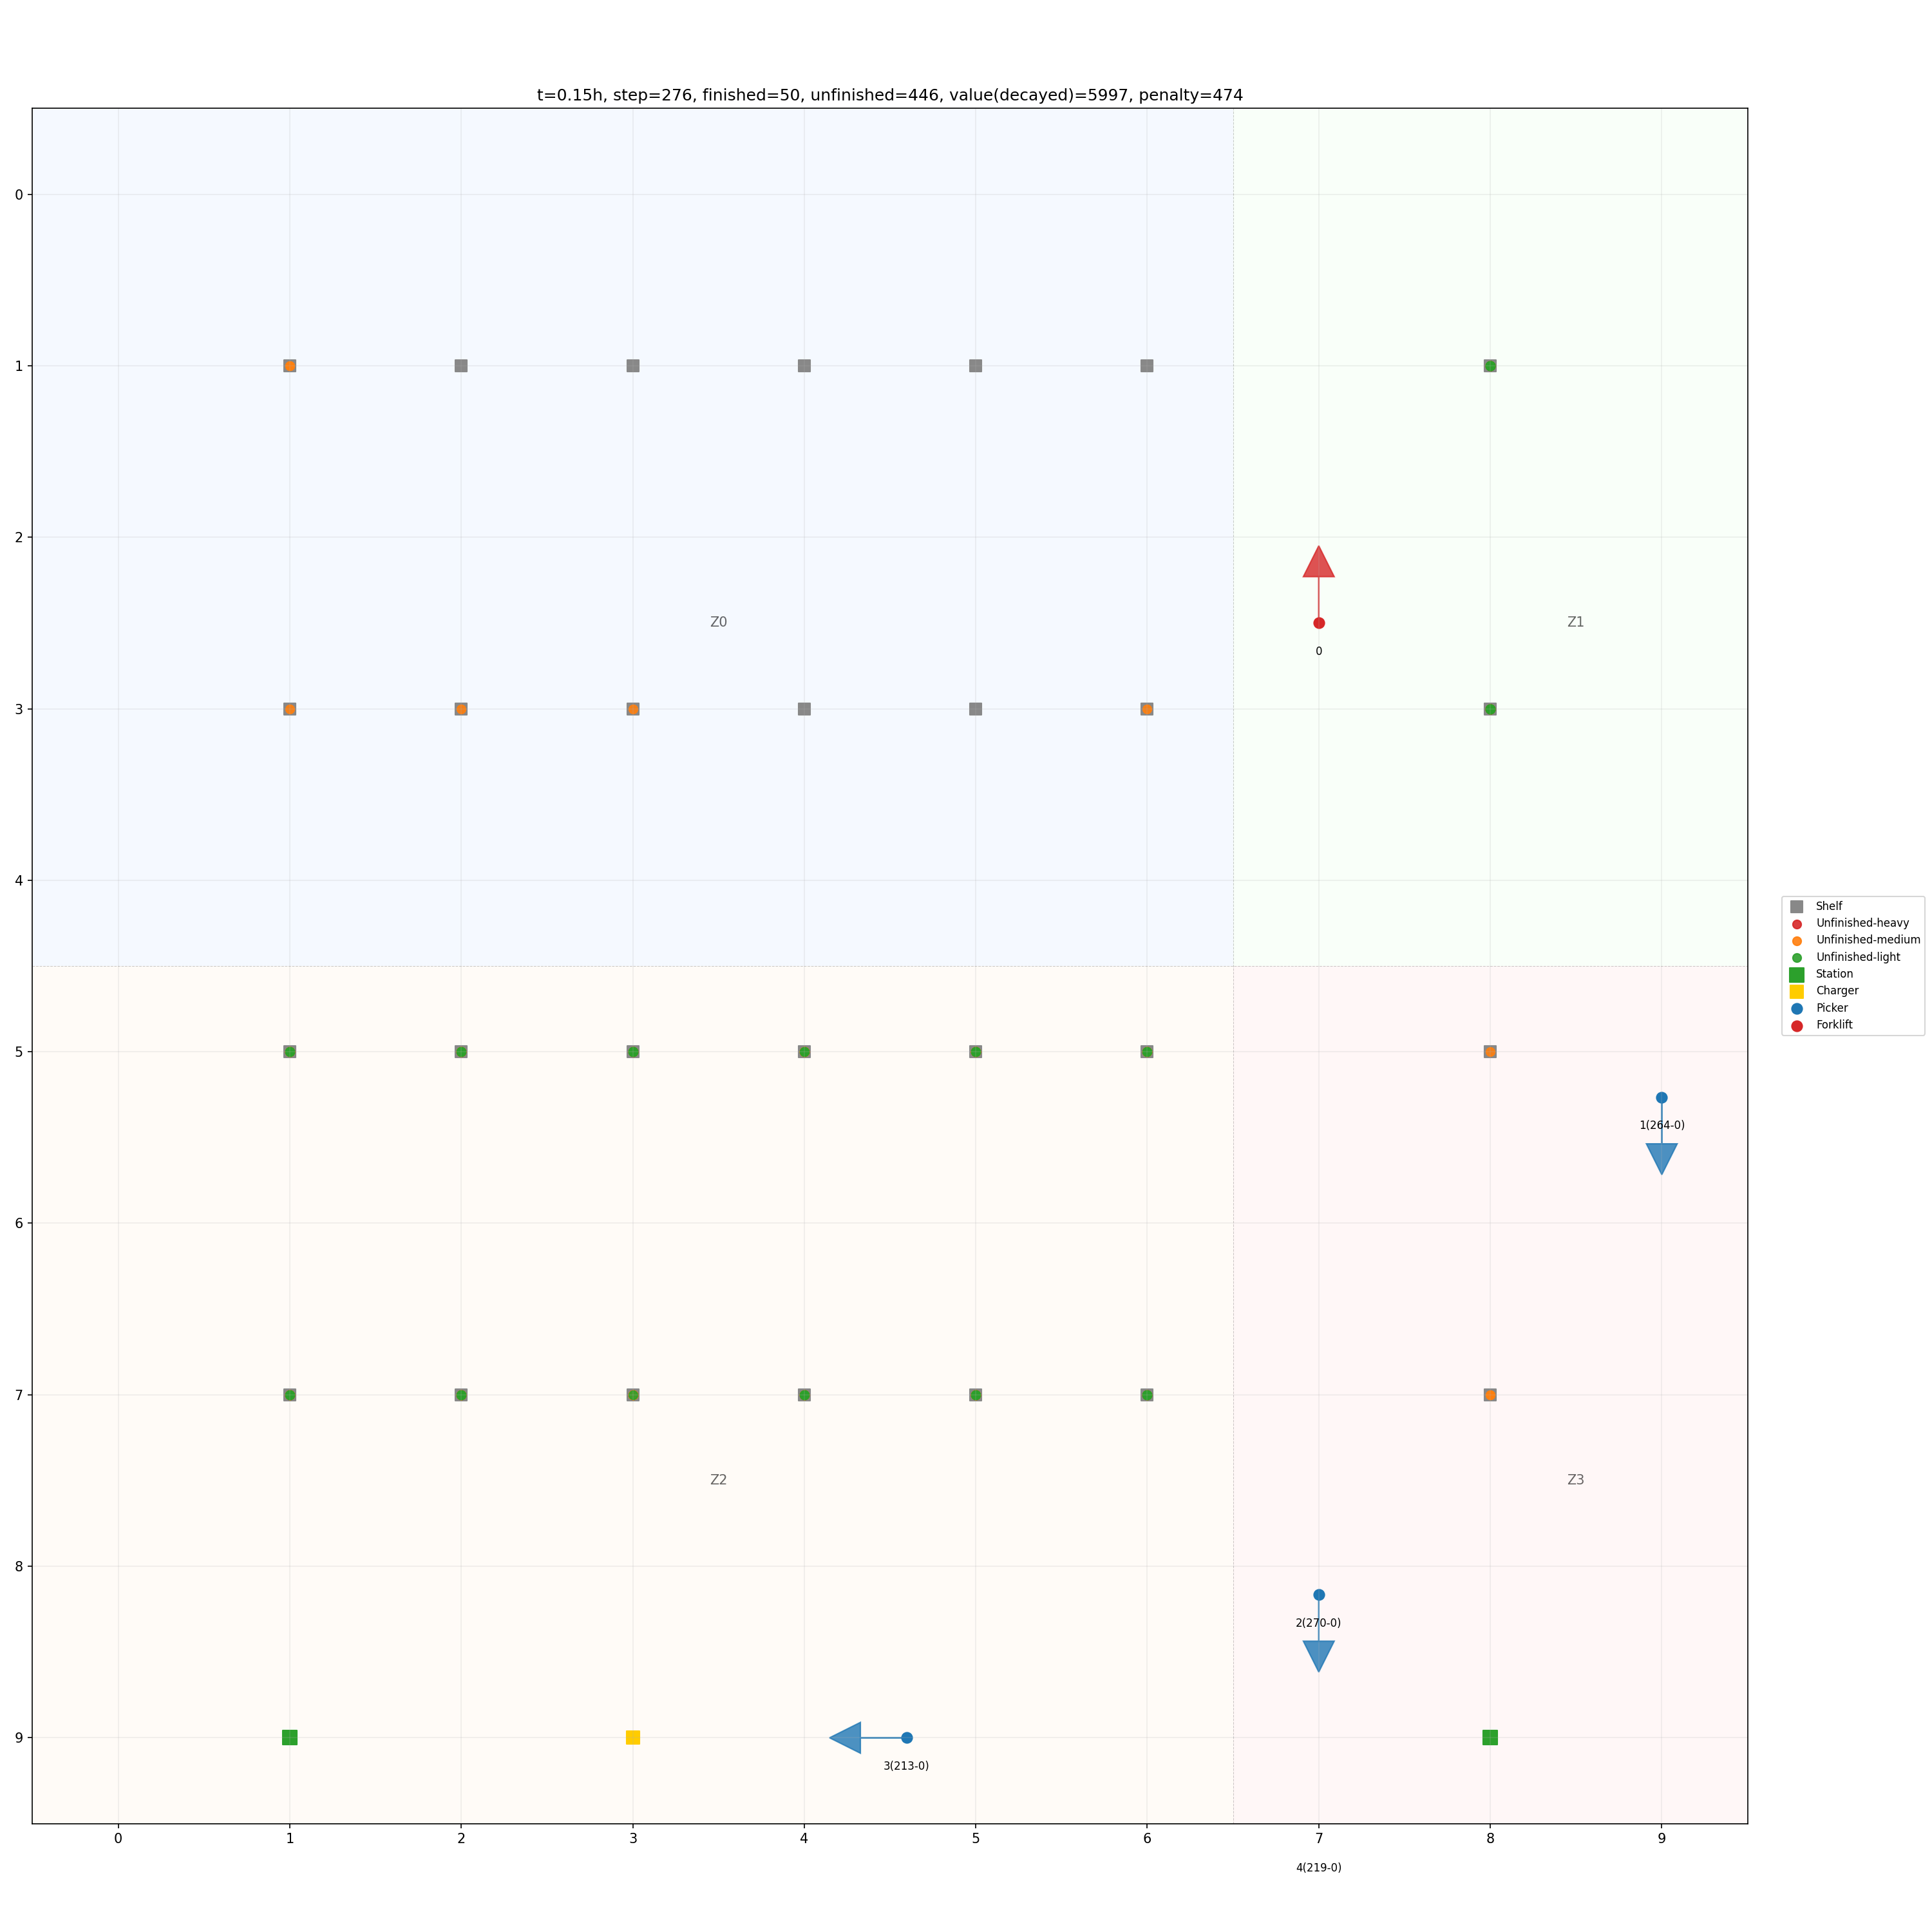 t=0.15h, step=276, finished=50, unfinished=446, value(decayed)=5997, penalty=474
0
1
2
0
Z0
Z1
3
4
Shelf
Unfinished-heavy
Unfinished-medium
Unfinished-light
Station
Charger
Picker
Forklift
5
1(264-0)
6
7
Z2
Z3
8
2(270-0)
9
3(213-0)
0 1 2 3 4 5 6 7 8 9
4(219-0)